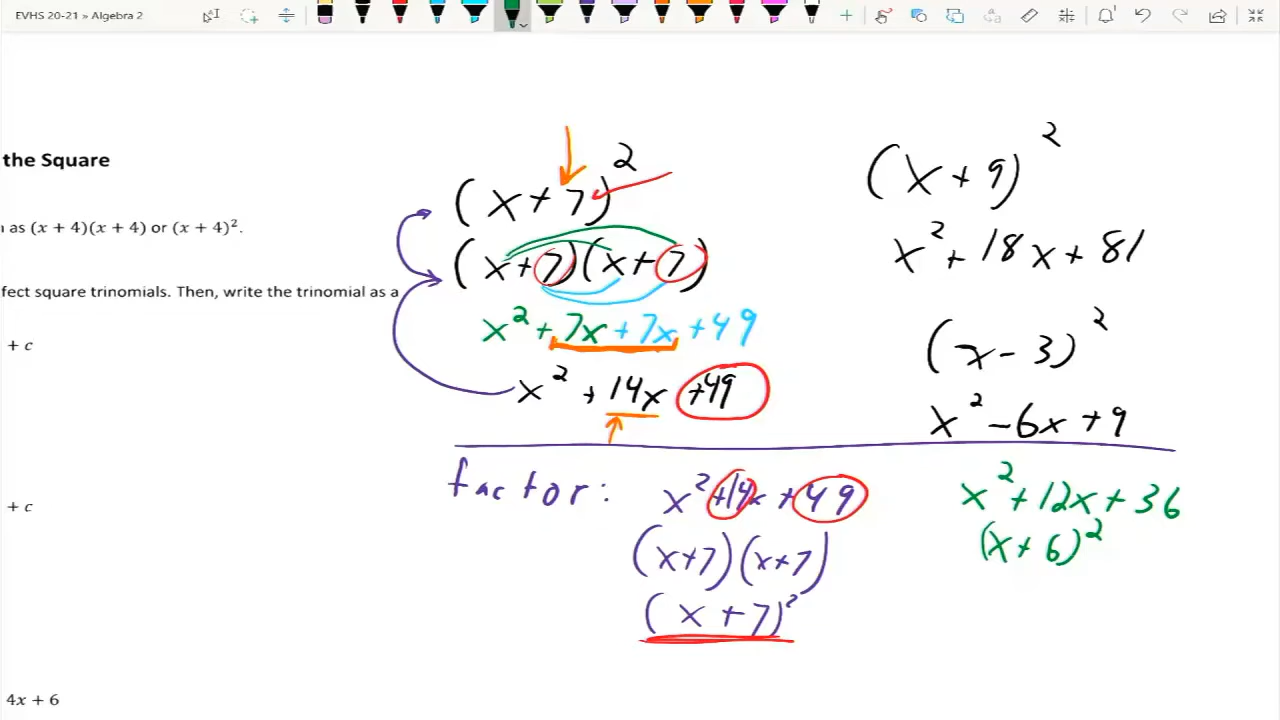 EVHS 20-21 » Algebra 2
the Square
as (x + 4)(x + 4) or (x + 4)².
fect square trinomials. Then, write the trinomial as a
+ c
+ c
4x + 6
(x + 7)²
(x + 7)(x + 7)
x² + 7x + 7x + 49
x² + 14x + 49
factor: x² + 14x + 49
(x + 7)(x + 7)
(x + 7)²
(x + 9)²
x² + 18x + 81
(x - 3)²
x² - 6x + 9
x² + 12x + 36
(x + 6)²